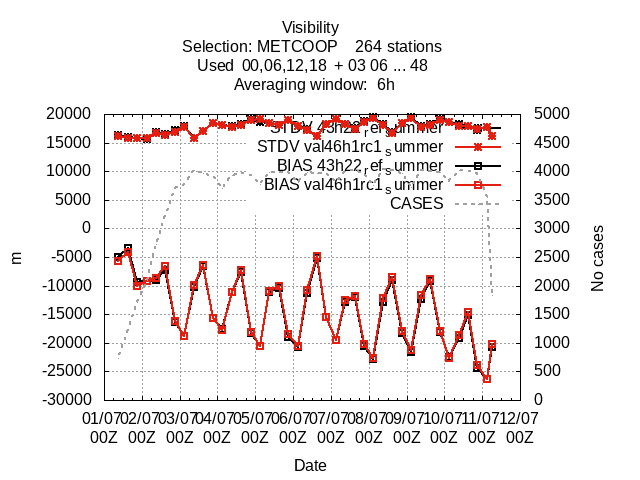 Visibility
Selection: METCOOP    264 stations
Used  00,06,12,18  + 03 06 ... 48
Averaging window:  6h
20000
15000
10000
5000
0
-5000
-10000
-15000
-20000
-25000
-30000
m
STDV 43h22_ref_summer
STDV val46h1rc1_summer
BIAS 43h22_ref_summer
BIAS val46h1rc1_summer
CASES
5000
4500
4000
3500
3000
2500
2000
1500
1000
500
0
No cases
01/07 02/07 03/07 04/07 05/07 06/07 07/07 08/07 09/07 10/07 11/07 12/07
00Z 00Z 00Z 00Z 00Z 00Z 00Z 00Z 00Z 00Z 00Z 00Z
Date